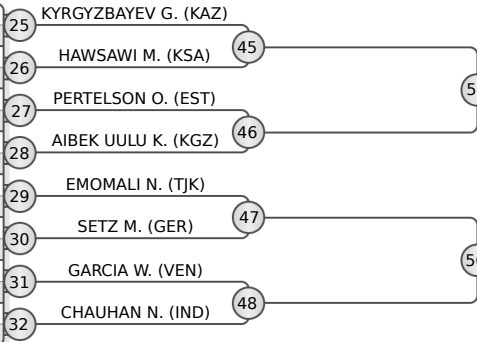 KYRGYZBAYEV G. (KAZ)
25
45
HAWSAWI M. (KSA)
26
PERTELSON O. (EST)
27
46
AIBEK UULU K. (KGZ)
28
EMOMALI N. (TJK)
29
47
SETZ M. (GER)
30
GARCIA W. (VEN)
31
48
CHAUHAN N. (IND)
32